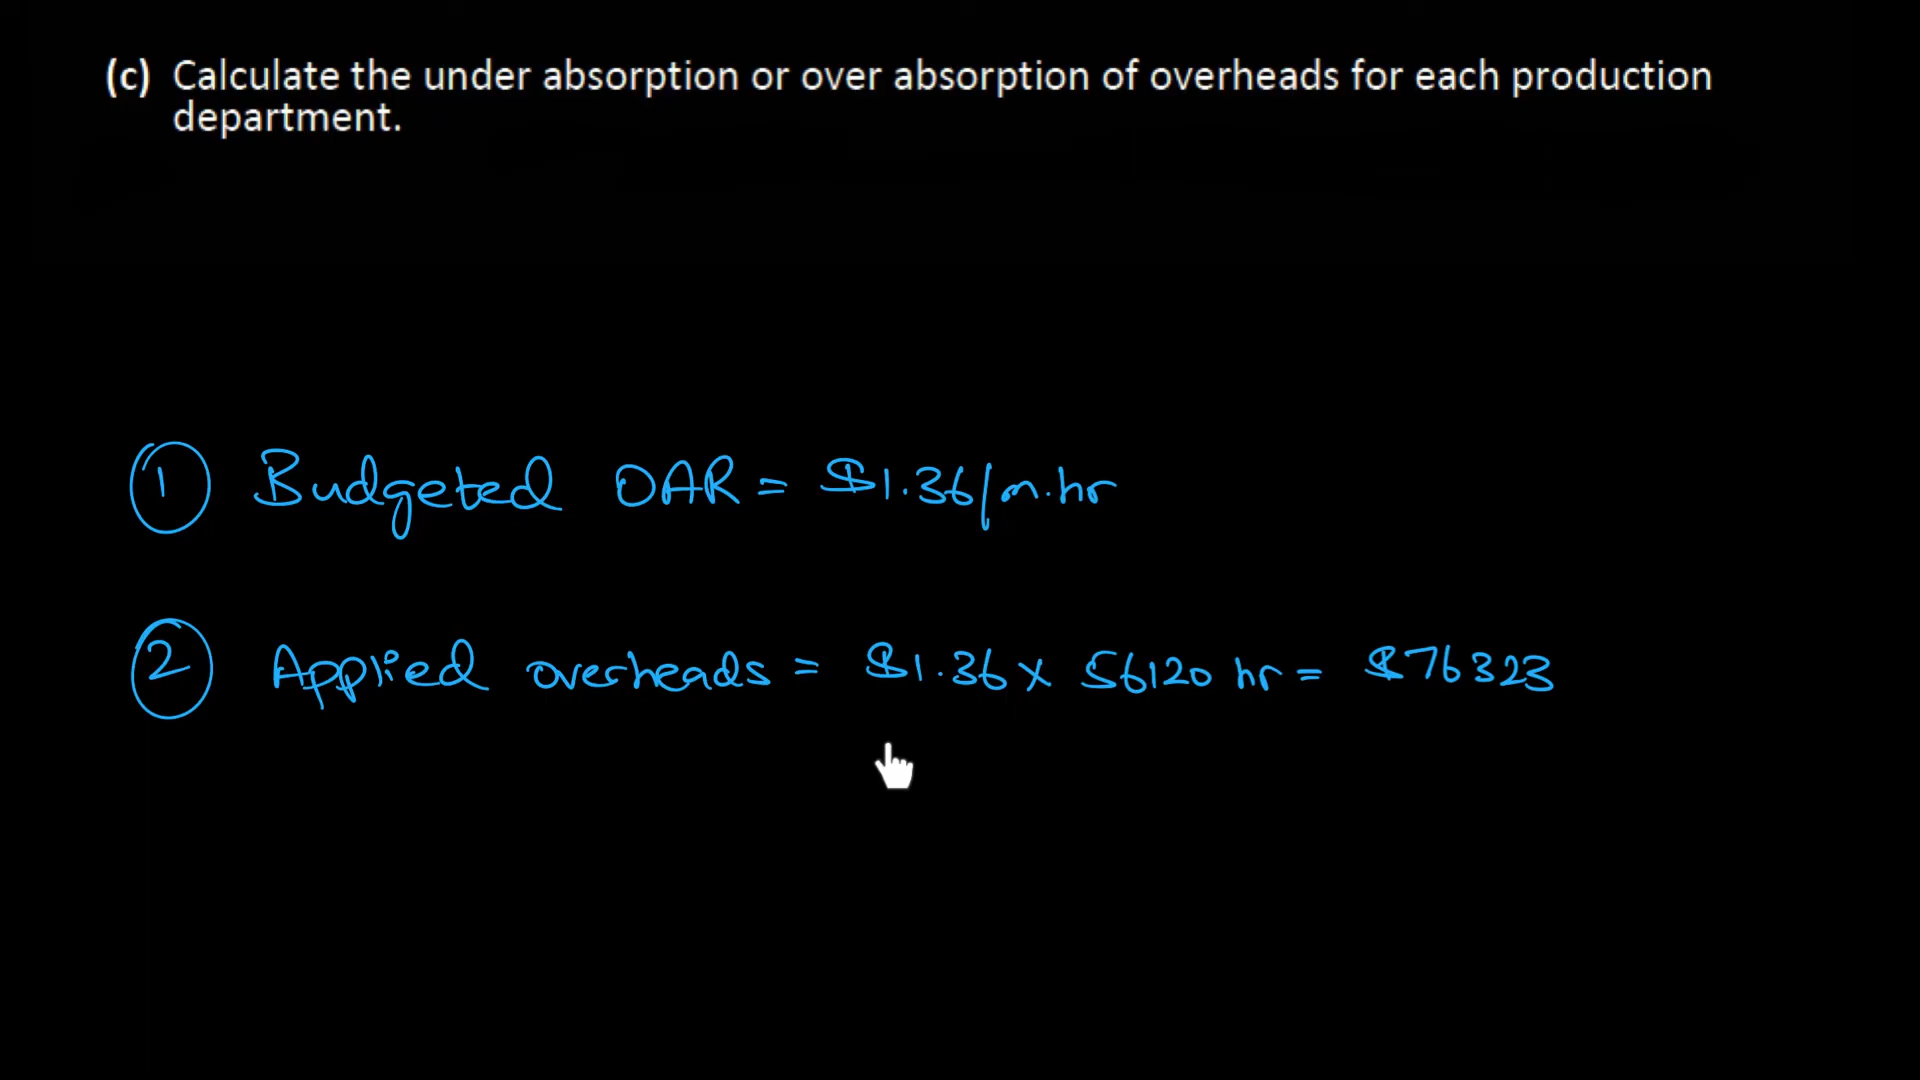 (c) Calculate the under absorption or over absorption of overheads for each production
department.
1 Budgeted OAR = $1.36/m.hr
2 Applied overheads = $1.36 x 56120 hr = $76323